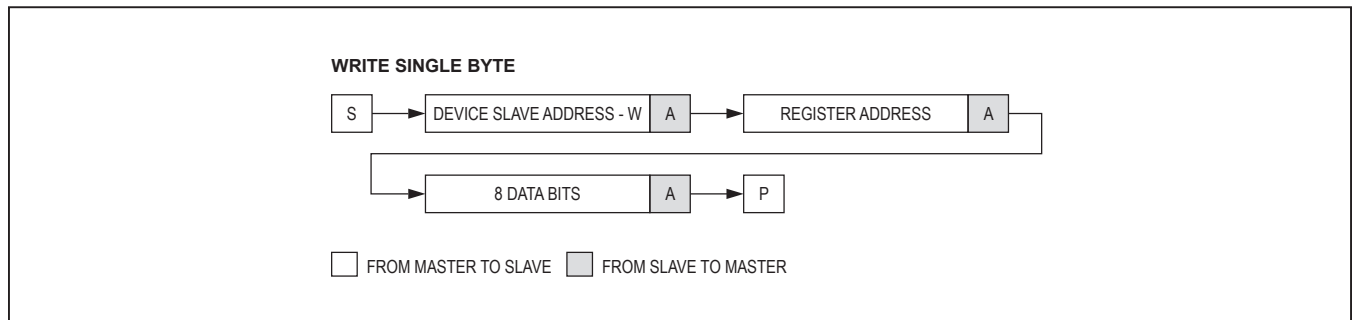 WRITE SINGLE BYTE
S DEVICE SLAVE ADDRESS - W A REGISTER ADDRESS A
8 DATA BITS A P
FROM MASTER TO SLAVE FROM SLAVE TO MASTER